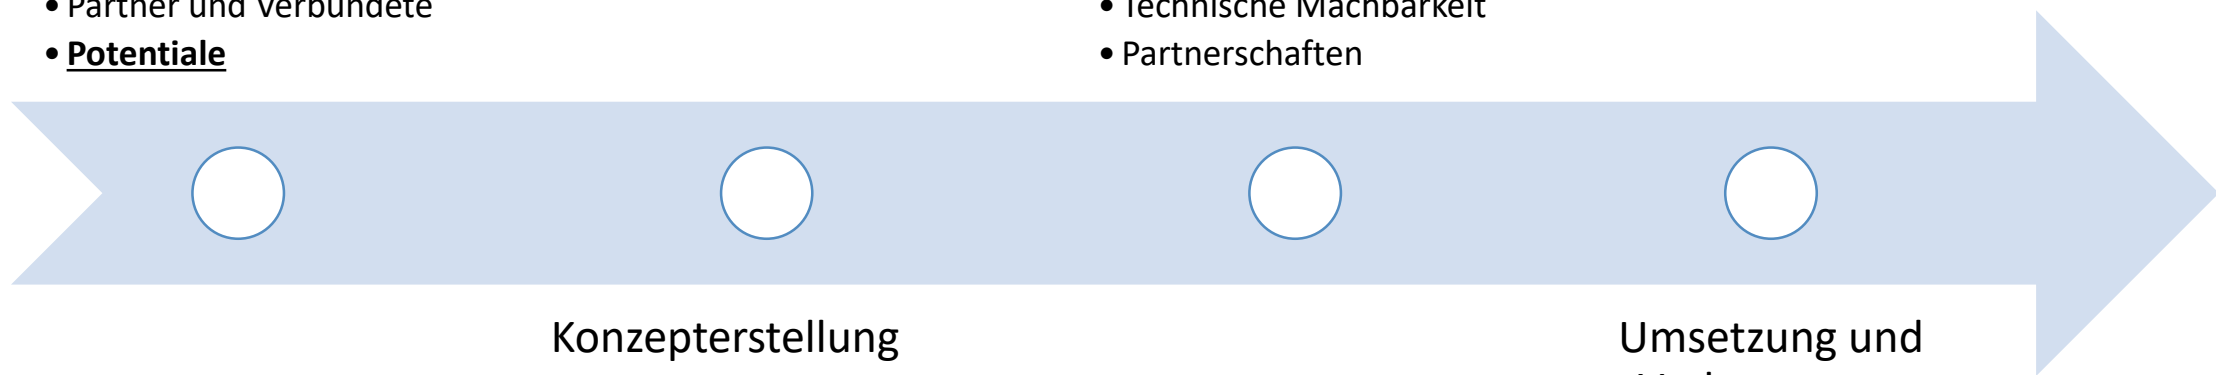 • Partner und Verbündete
• Potentiale
• Technische Machbarkeit
• Partnerschaften
Konzepterstellung
Umsetzung und